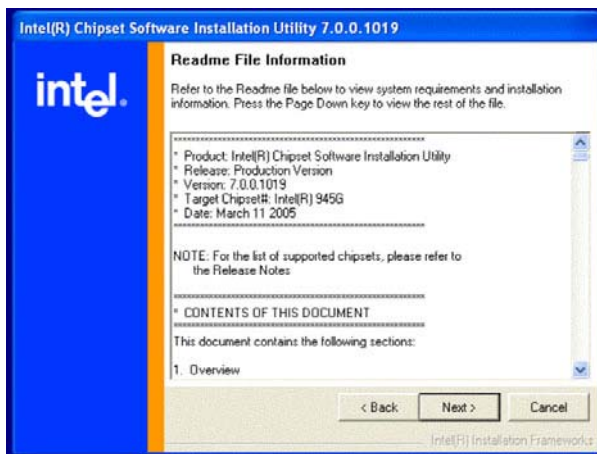 Intel(R) Chipset Software Installation Utility 7.0.0.1019
intel.
Readme File Information
Refer to the Readme file below to view system requirements and installation
information. Press the Page Down key to view the rest of the file.
* Product: Intel(R) Chipset Software Installation Utility
* Release: Production Version
* Version: 7.0.0.1019
* Target Chipset#: Intel(R) 945G
* Date: March 11 2005
NOTE: For the list of supported chipsets, please refer to
the Release Notes
* CONTENTS OF THIS DOCUMENT
This document contains the following sections:
1. Overview
< Back Next > Cancel
Intel(R) Installation Frameworks